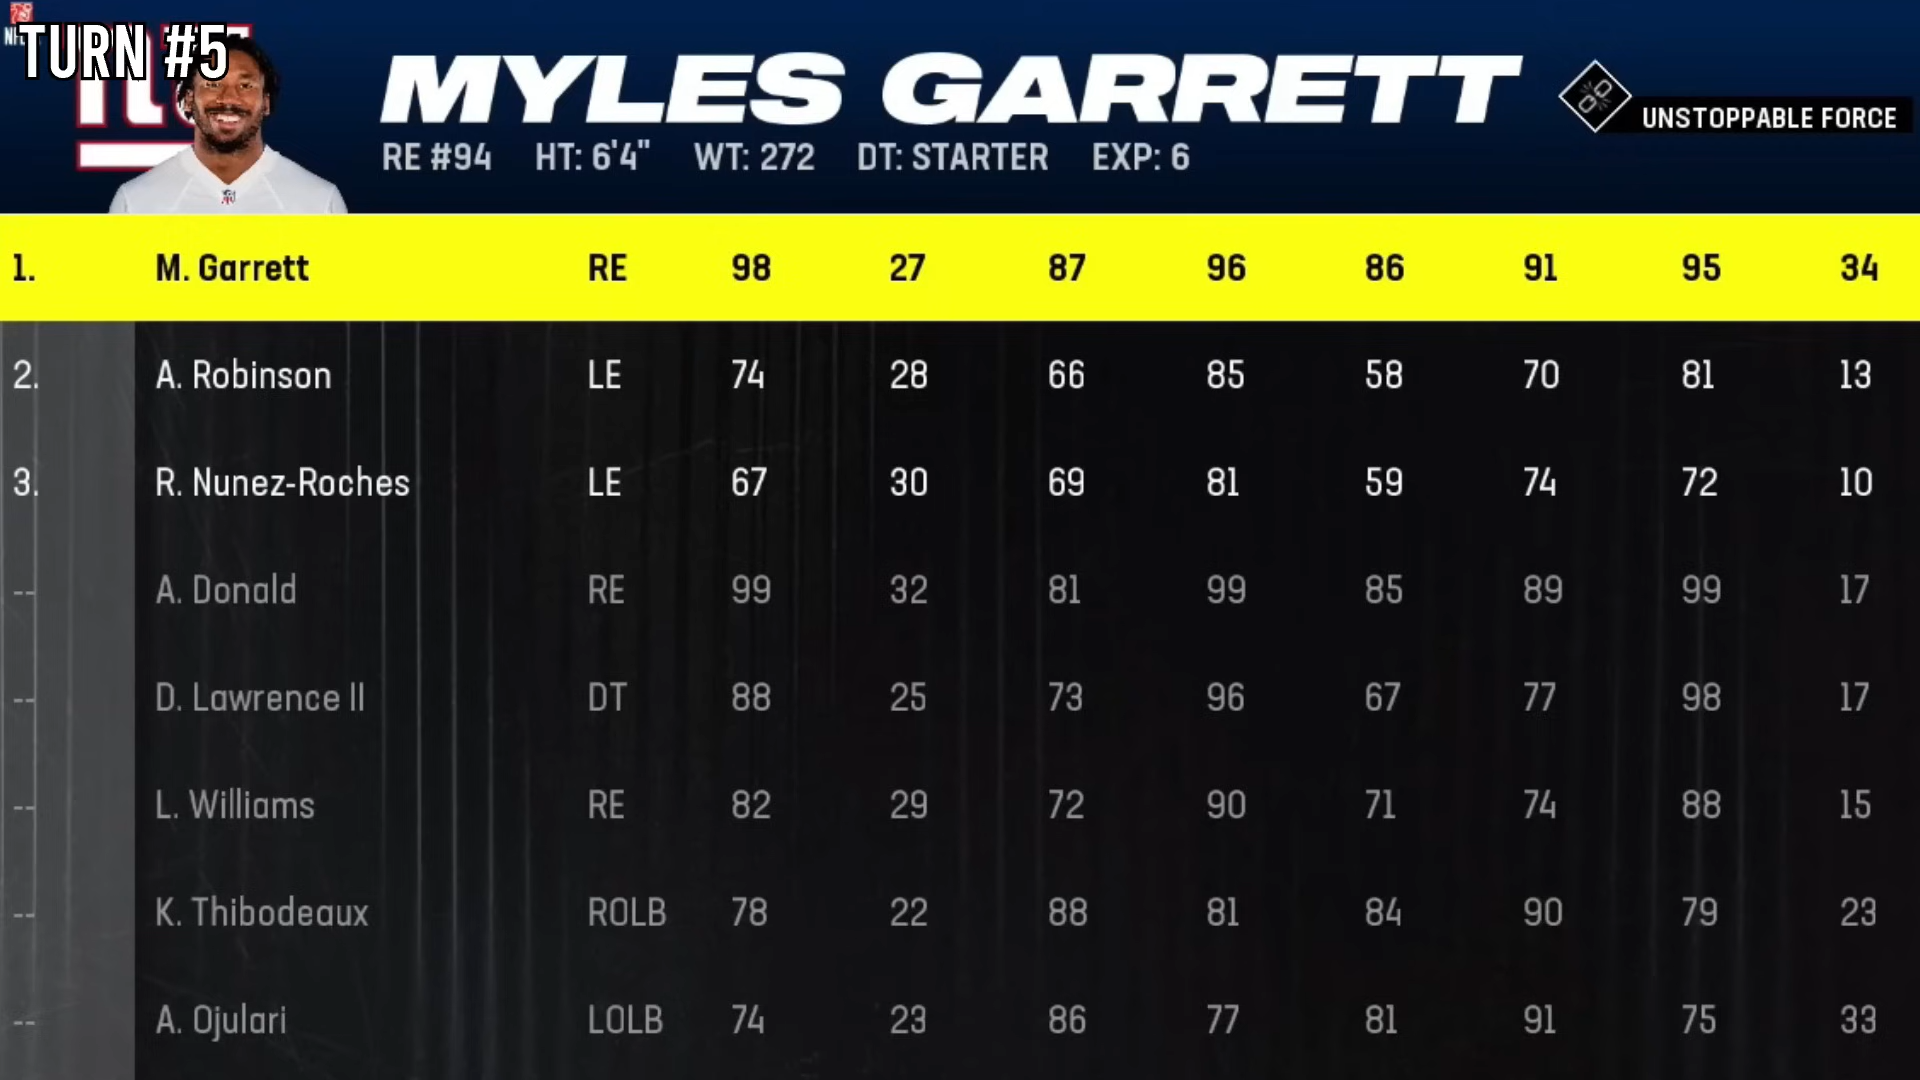 TURN #5
MYLES GARRETT
UNSTOPPABLE FORCE
RE #94 HT: 6'4" WT: 272 DT: STARTER EXP: 6
1. M. Garrett RE 98 27 87 96 86 91 95 34
2. A. Robinson LE 74 28 66 85 58 70 81 13
3. R. Nunez-Roches LE 67 30 69 81 59 74 72 10
-- A. Donald RE 99 32 81 99 85 89 99 17
-- D. Lawrence II DT 88 25 73 96 67 77 98 17
-- L. Williams RE 82 29 72 90 71 74 88 15
-- K. Thibodeaux ROLB 78 22 88 81 84 90 79 23
-- A. Ojulari LOLB 74 23 86 77 81 91 75 33